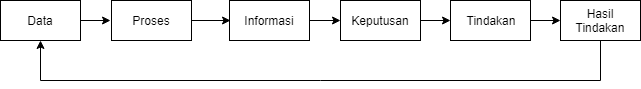 Data
Proses
Informasi
Keputusan
Tindakan
Hasil
Tindakan